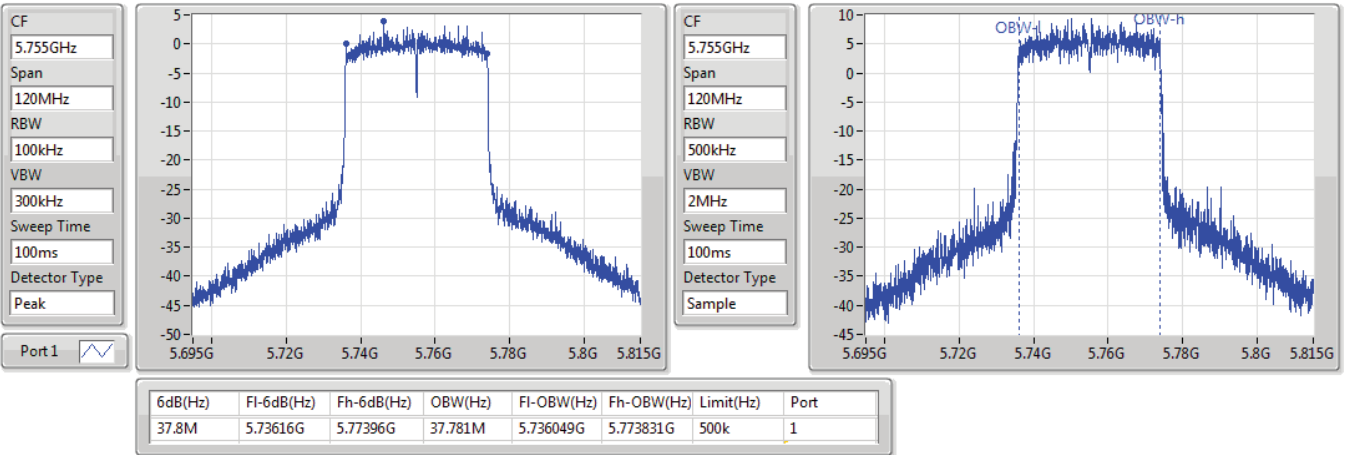 CF
5.755GHz
Span
120MHz
RBW
100kHz
VBW
300kHz
Sweep Time
100ms
Detector Type
Peak
Port 1
5
0
-5
-10
-15
-20
-25
-30
-35
-40
-45
-50
5.695G 5.72G 5.74G 5.76G 5.78G 5.8G 5.815G
CF
5.755GHz
Span
120MHz
RBW
500kHz
VBW
2MHz
Sweep Time
100ms
Detector Type
Sample
OBW-l OBW-h
10
5
0
-5
-10
-15
-20
-25
-30
-35
-40
-45
5.695G 5.72G 5.74G 5.76G 5.78G 5.8G 5.815G
6dB(Hz) Fl-6dB(Hz) Fh-6dB(Hz) OBW(Hz) Fl-OBW(Hz) Fh-OBW(Hz) Limit(Hz) Port
37.8M 5.73616G 5.77396G 37.781M 5.736049G 5.773831G 500k 1